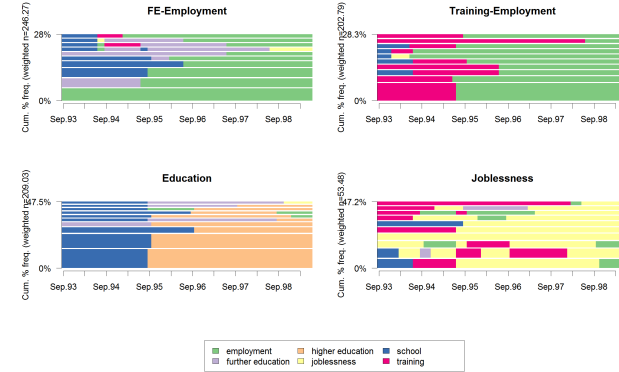 FE-Employment
Cum. % freq. (weighted n=246.27)
28%
0%
Sep.93 Sep.94 Sep.95 Sep.96 Sep.97 Sep.98
Training-Employment
Cum. % freq. (weighted n=202.79)
28.3%
0%
Sep.93 Sep.94 Sep.95 Sep.96 Sep.97 Sep.98
Education
Cum. % freq. (weighted n=209.03)
47.5%
0%
Sep.93 Sep.94 Sep.95 Sep.96 Sep.97 Sep.98
Joblessness
Cum. % freq. (weighted n=53.48)
47.2%
0%
Sep.93 Sep.94 Sep.95 Sep.96 Sep.97 Sep.98
employment higher education school
further education joblessness training